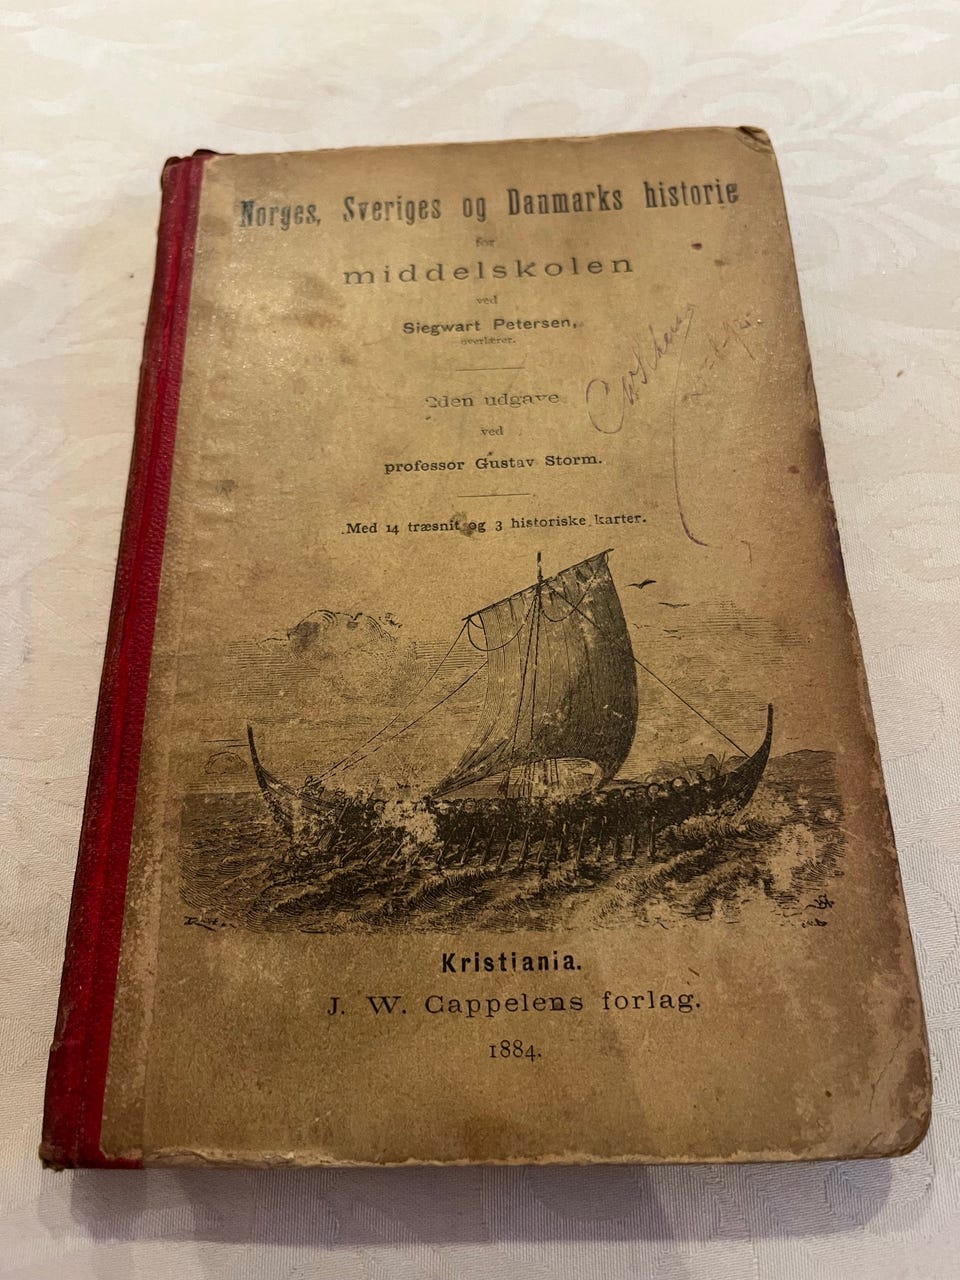 Norges, Sveriges og Danmarks historie
for
middelskolen
ved
Siegwart Petersen,
overlærer.
2den udgave
ved
professor Gustav Storm.
Med 14 træsnit og 3 historiske karter.
Kristiania.
J. W. Cappelens forlag.
1884.